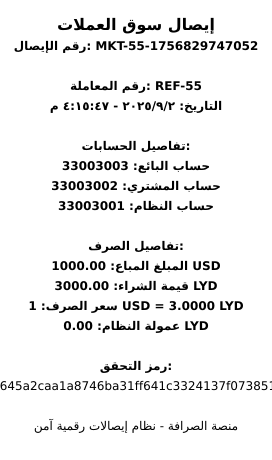 إيصال سوق العملات
رقم الإيصال: MKT-55-1756829747052
رقم المعاملة: REF-55
التاريخ: ٢٠٢٥/٩/٢ - ٤:١٥:٤٧ م
تفاصيل الحسابات:
حساب البائع: 33003003
حساب المشتري: 33003002
حساب النظام: 33003001
تفاصيل الصرف:
المبلغ المباع: 1000.00 USD
قيمة الشراء: 3000.00 LYD
سعر الصرف: 1 USD = 3.0000 LYD
عمولة النظام: 0.00 LYD
رمز التحقق:
645a2caa1a8746ba31ff641c3324137f073851
منصة الصرافة - نظام إيصالات رقمية آمن